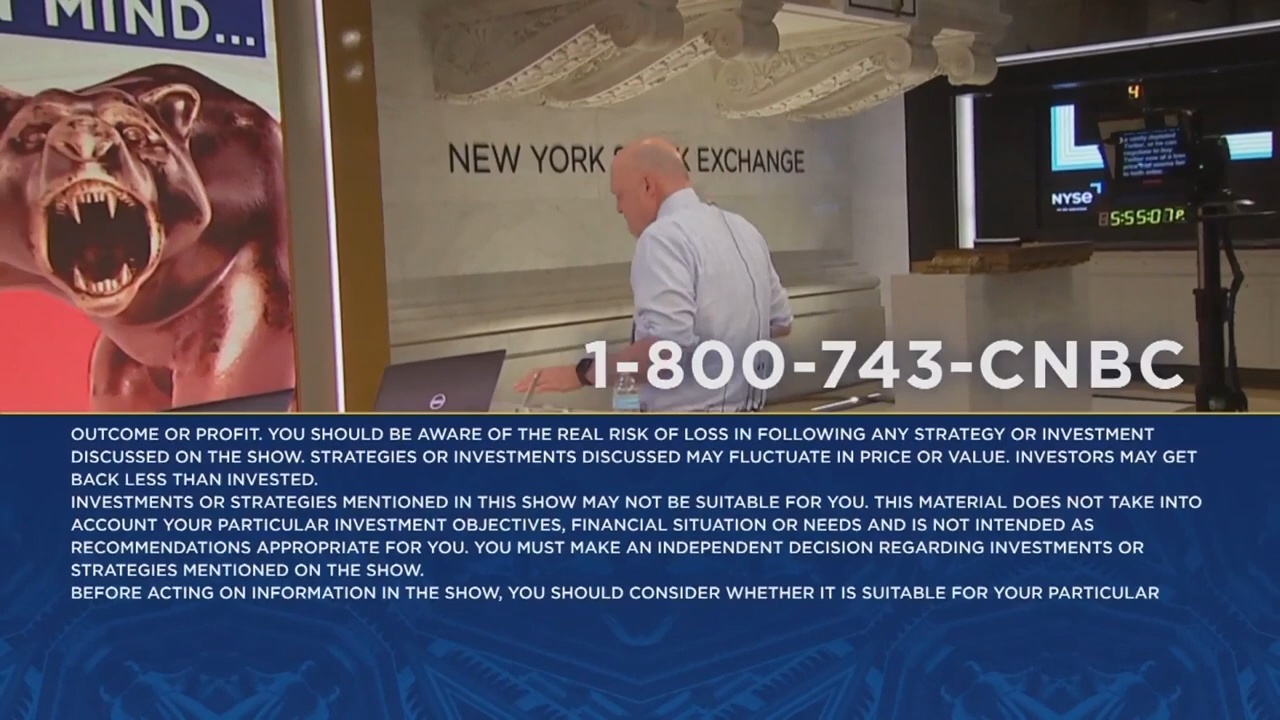 MIND...
NEW YORK S K EXCHANGE
4
NYSE
5:55:07P
1-800-743-CNBC
OUTCOME OR PROFIT. YOU SHOULD BE AWARE OF THE REAL RISK OF LOSS IN FOLLOWING ANY STRATEGY OR INVESTMENT
DISCUSSED ON THE SHOW. STRATEGIES OR INVESTMENTS DISCUSSED MAY FLUCTUATE IN PRICE OR VALUE. INVESTORS MAY GET
BACK LESS THAN INVESTED.
INVESTMENTS OR STRATEGIES MENTIONED IN THIS SHOW MAY NOT BE SUITABLE FOR YOU. THIS MATERIAL DOES NOT TAKE INTO
ACCOUNT YOUR PARTICULAR INVESTMENT OBJECTIVES, FINANCIAL SITUATION OR NEEDS AND IS NOT INTENDED AS
RECOMMENDATIONS APPROPRIATE FOR YOU. YOU MUST MAKE AN INDEPENDENT DECISION REGARDING INVESTMENTS OR
STRATEGIES MENTIONED ON THE SHOW.
BEFORE ACTING ON INFORMATION IN THE SHOW, YOU SHOULD CONSIDER WHETHER IT IS SUITABLE FOR YOUR PARTICULAR